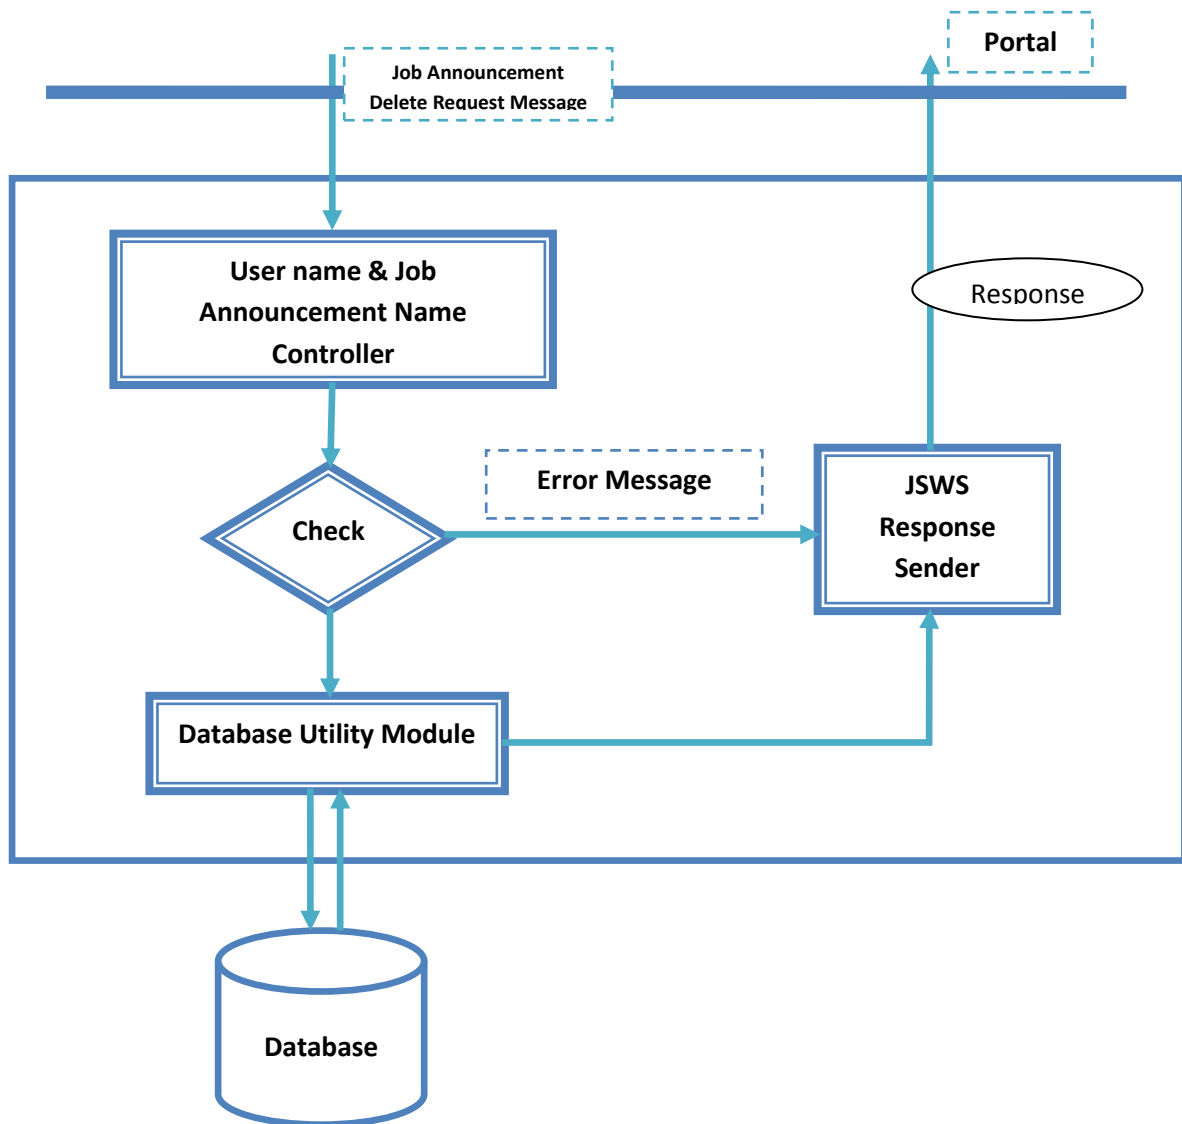 Portal
Job Announcement
Delete Request Message
User name & Job
Announcement Name
Controller
Response
Error Message
JSWS
Response
Sender
Check
Database Utility Module
Database